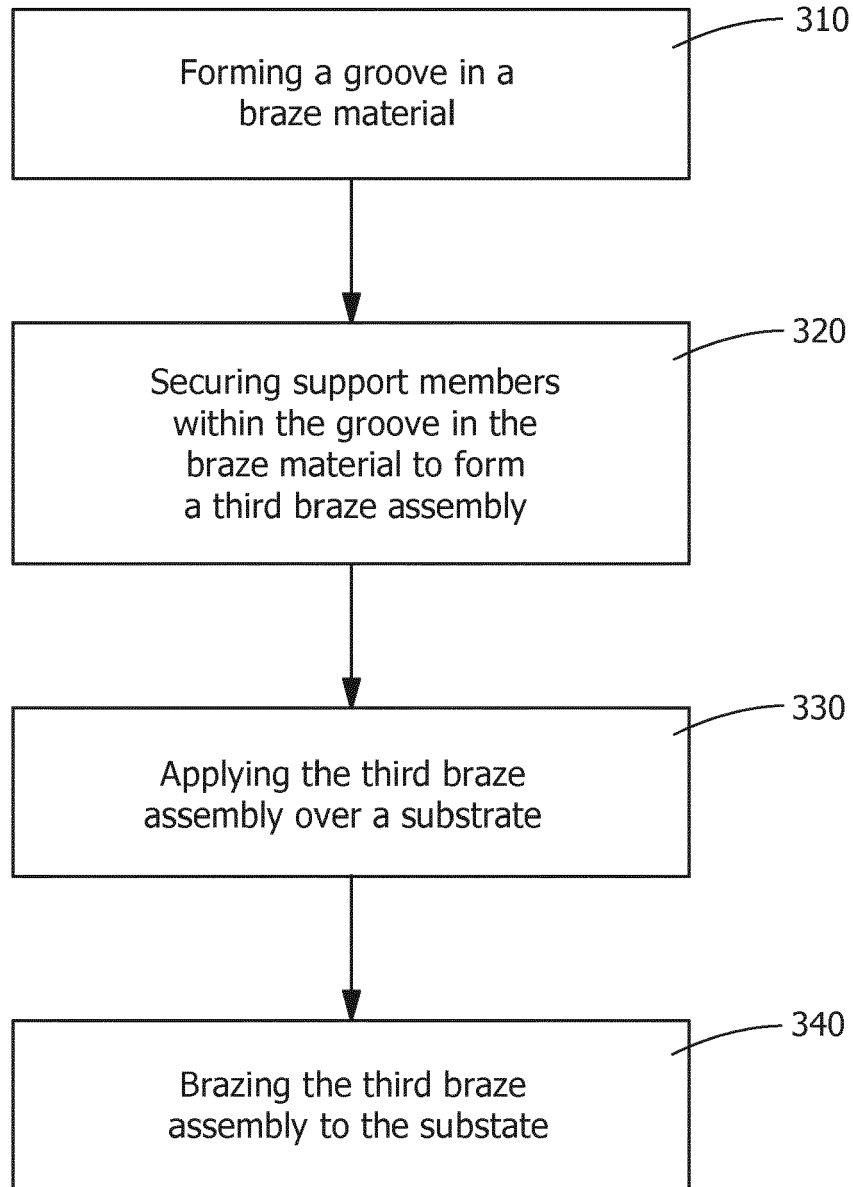 310
Forming a groove in a
braze material
320
Securing support members
within the groove in the
braze material to form
a third braze assembly
330
Applying the third braze
assembly over a substrate
340
Brazing the third braze
assembly to the substate